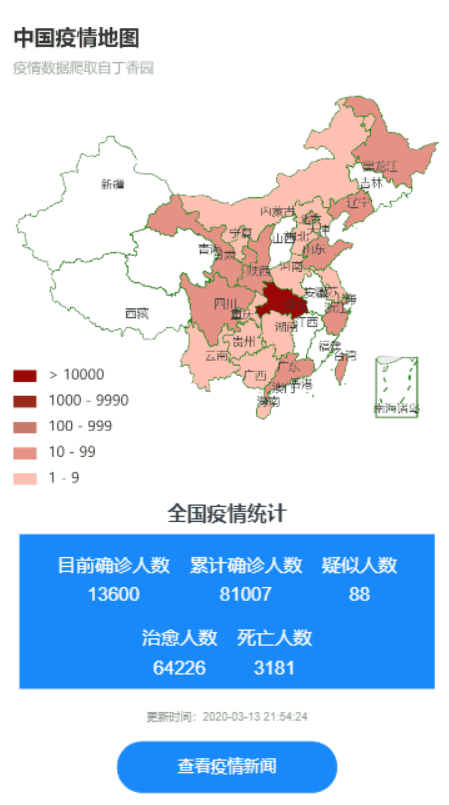 中国疫情地图
疫情数据爬取自丁香园
黑龙江
吉林
新疆
辽宁
内蒙古
北京
天津
宁夏
山西
河北
青海
甘肃
山东
陕西
河南
安徽
江苏
上海
西藏
四川
重庆
浙江
湖南
江西
贵州
福建
云南
台湾
广东
广西
香港
澳门
海南
南海诸岛
> 10000
1000 - 9990
100 - 999
10 - 99
1 - 9
全国疫情统计
目前确诊人数 累计确诊人数 疑似人数
13600 81007 88
治愈人数 死亡人数
64226 3181
更新时间：2020-03-13 21:54:24
查看疫情新闻